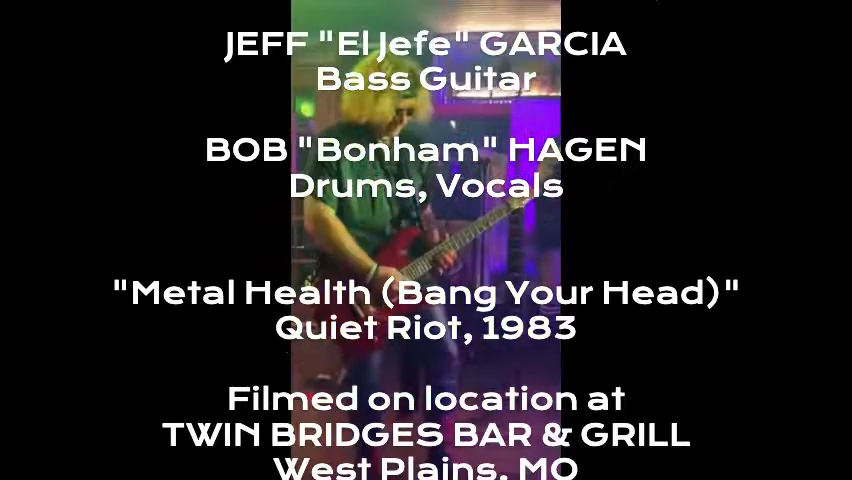 JEFF "El Jefe" GARCIA
Bass Guitar
BOB "Bonham" HAGEN
Drums, Vocals
"Metal Health (Bang Your Head)"
Quiet Riot, 1983
Filmed on location at
TWIN BRIDGES BAR & GRILL
West Plains, MO